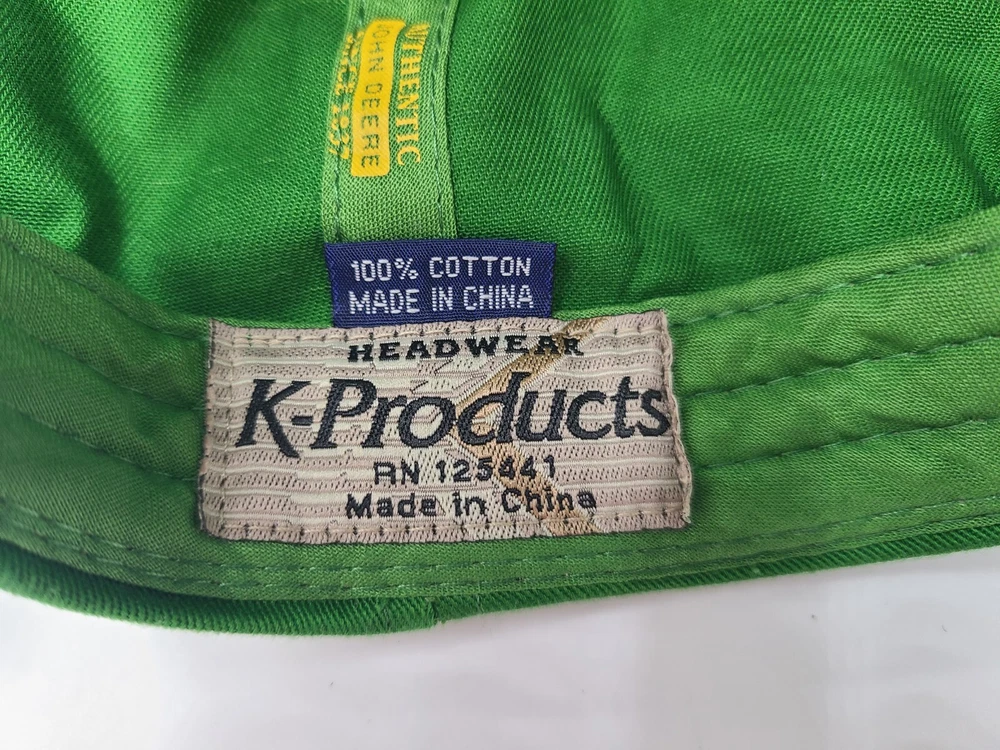 AUTHENTIC
JOHN DEERE
100% COTTON
MADE IN CHINA
HEADWEAR
K-Products
RN 125441
Made in China